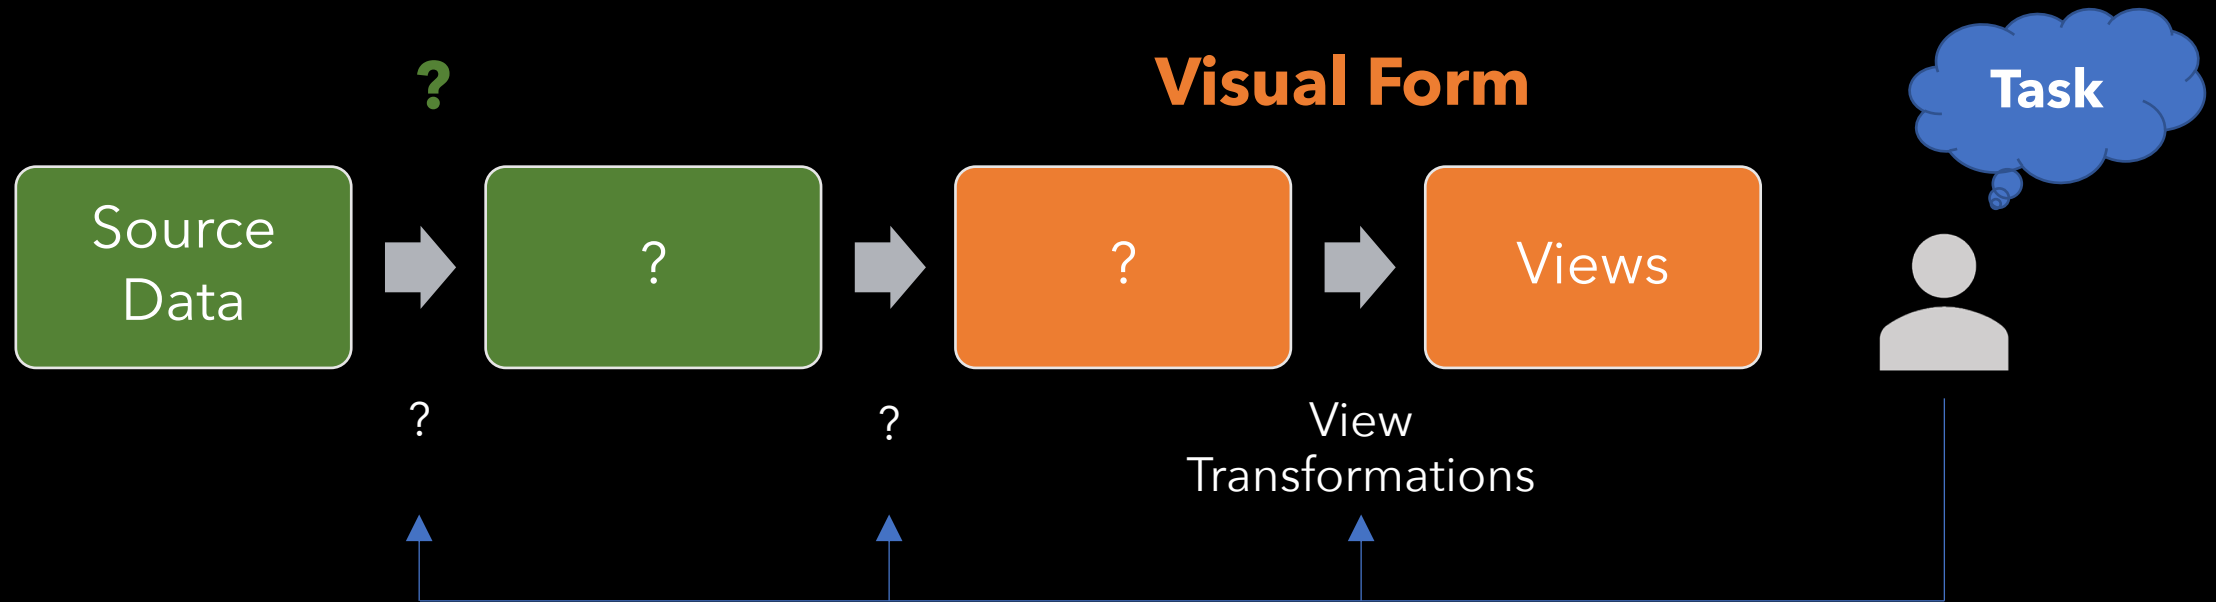 ?
Visual Form
Task
Source
Data
?
?
Views
?
?
View
Transformations